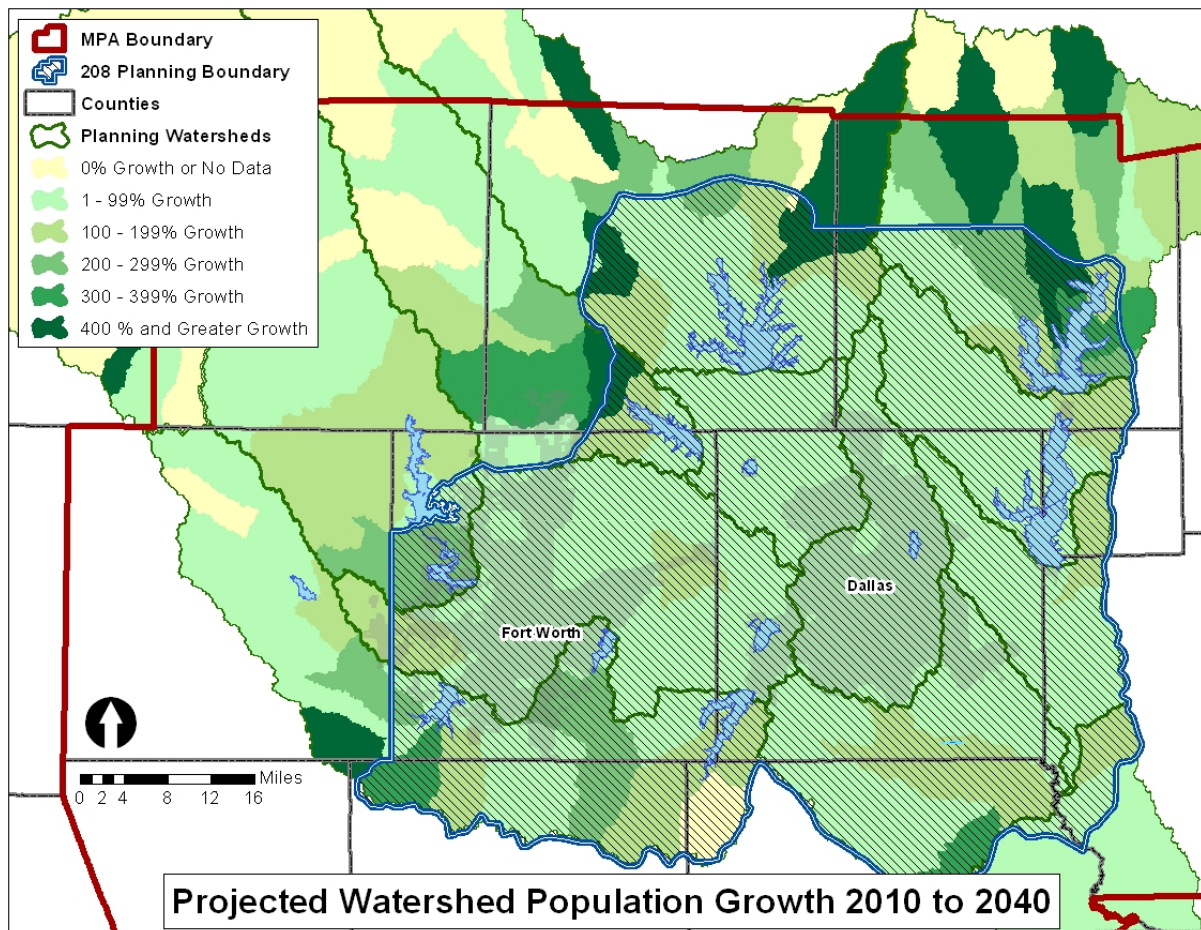 MPA Boundary
208 Planning Boundary
Counties
Planning Watersheds
0% Growth or No Data
1 - 99% Growth
100 - 199% Growth
200 - 299% Growth
300 - 399% Growth
400 % and Greater Growth
Dallas
Fort Worth
Miles
0 2 4 8 12 16
Projected Watershed Population Growth 2010 to 2040